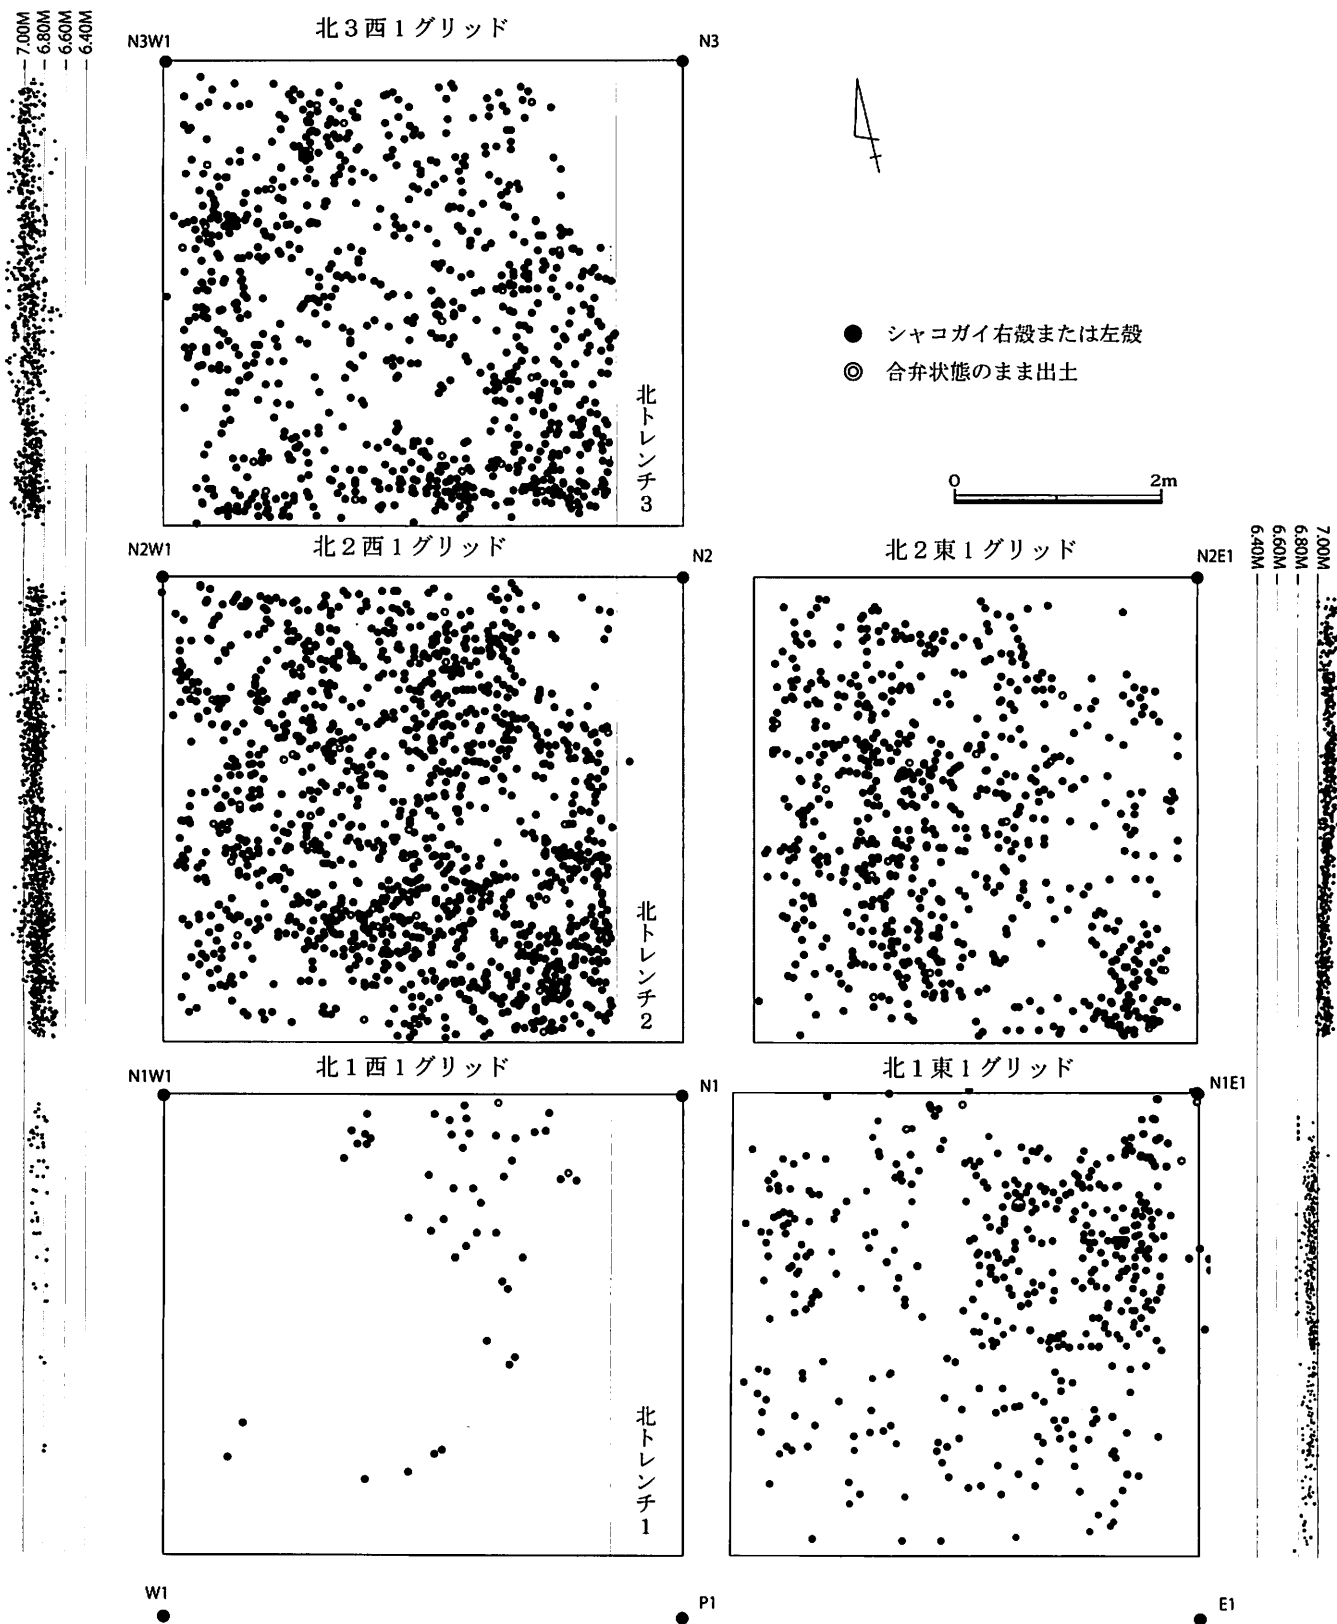 7.00M
6.80M
6.60M
6.40M
北3西1グリッド
N3W1
N3
● シャコガイ右殻または左殻
◎ 合弁状態のまま出土
北トレンチ3
0 2m
北2西1グリッド
N2W1
N2
北2東1グリッド
N2E1
6.40M
6.60M
6.80M
7.00M
北トレンチ2
北1西1グリッド
N1W1
N1
北1東1グリッド
N1E1
北トレンチ1
W1
P1
E1